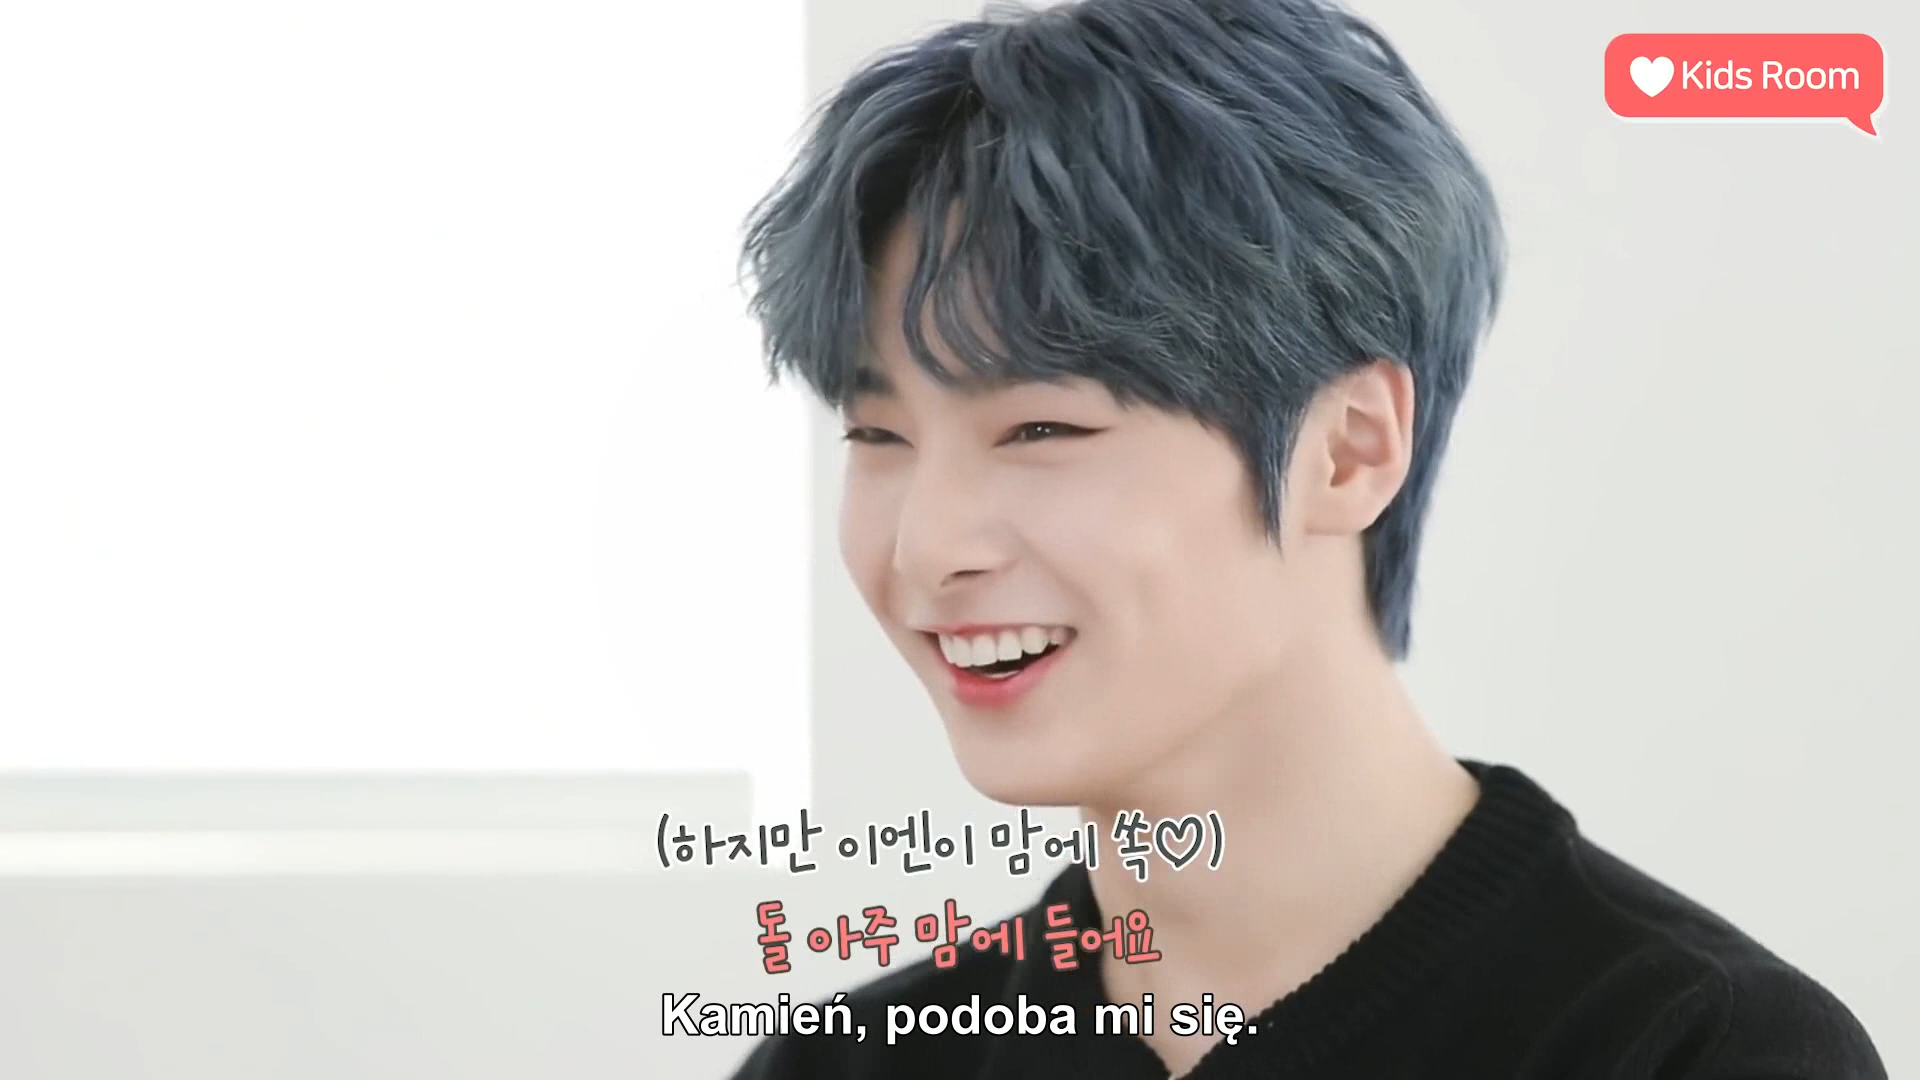 Kids Room
(하지만 이엔이 맘에 쏙♡)
돌 아주 맘에 들어요
Kamień, podoba mi się.